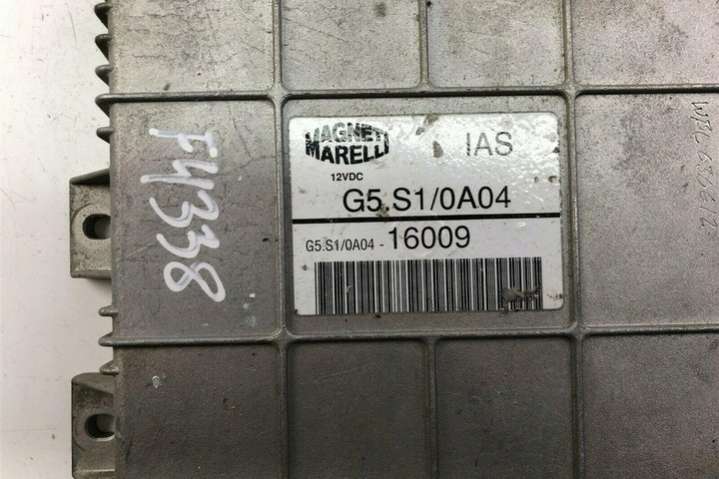 MAGNETI
MARELLI
IAS
12VDC
G5.S1/0A04
G5.S1/0A04 - 16009
F4338